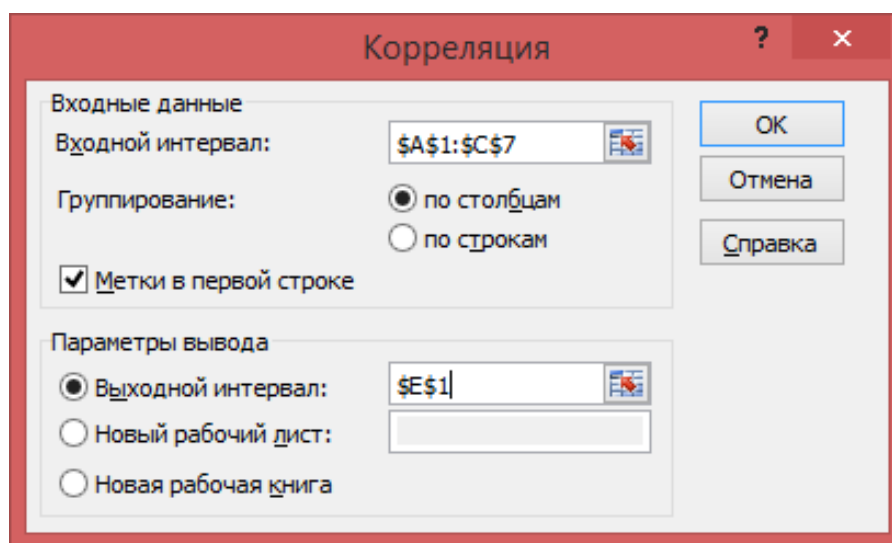 Корреляция ? ×
Входные данные
Входной интервал: $A$1:$C$7
Группирование: по столбцам
по строкам
Метки в первой строке
Параметры вывода
Выходной интервал: $E$1
Новый рабочий лист:
Новая рабочая книга
ОК
Отмена
Справка